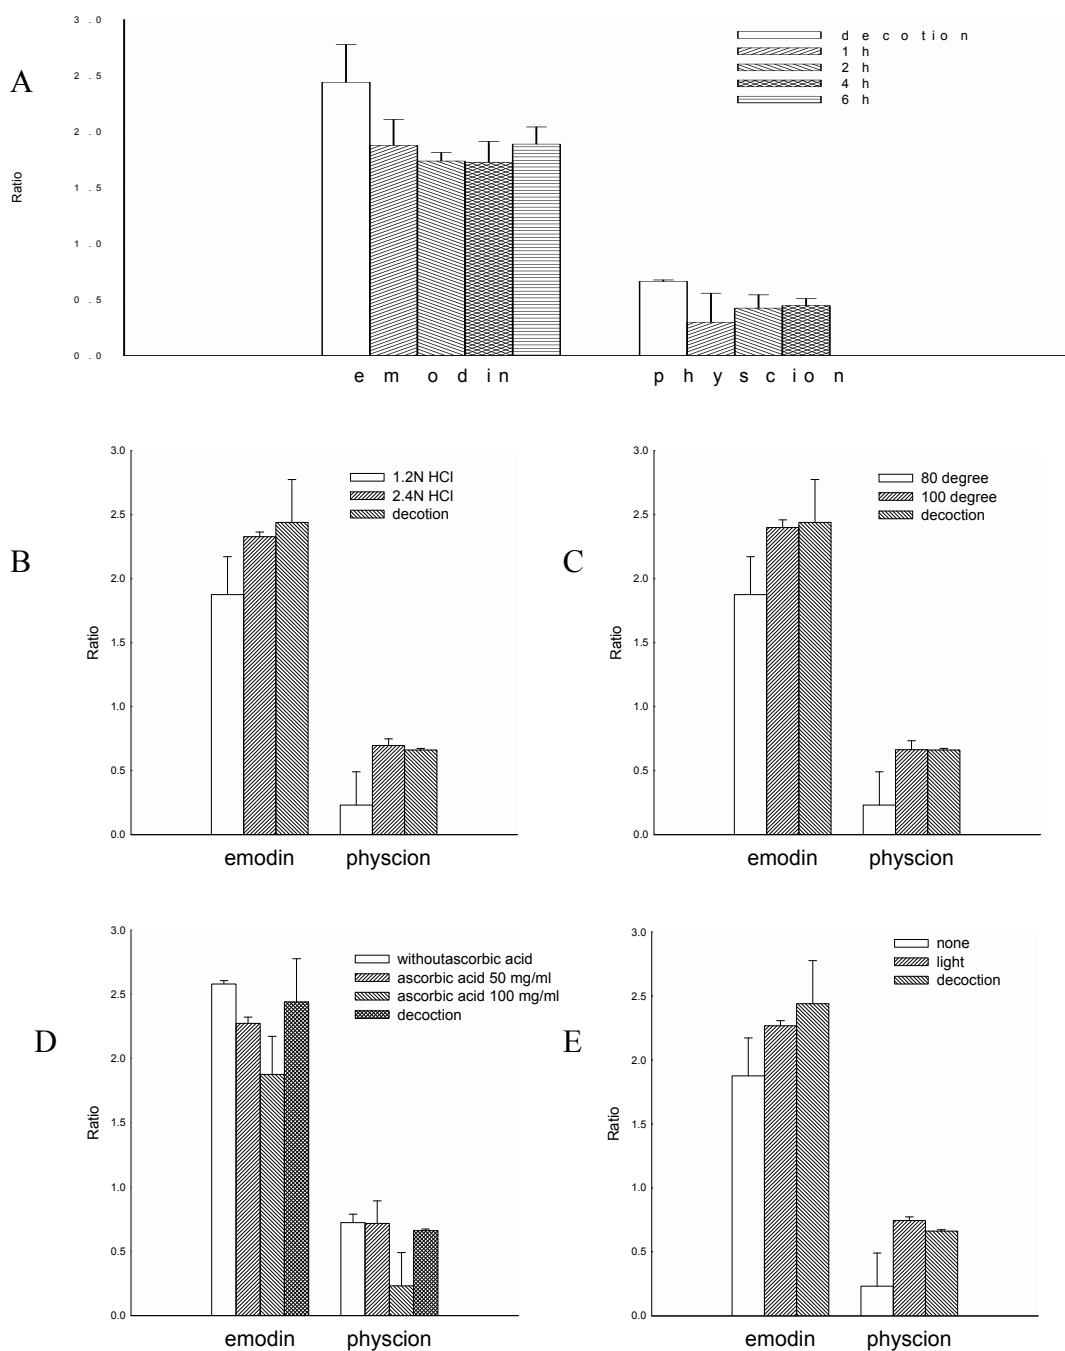 A
3.0
2.5
2.0
1.5
1.0
0.5
0.0
Ratio
decotion
1 h
2 h
4 h
6 h
emodin
physcion
B
3.0
2.5
2.0
1.5
1.0
0.5
0.0
Ratio
1.2N HCl
2.4N HCl
decotion
emodin
physcion
C
3.0
2.5
2.0
1.5
1.0
0.5
0.0
Ratio
80 degree
100 degree
decoction
emodin
physcion
D
3.0
2.5
2.0
1.5
1.0
0.5
0.0
Ratio
withoutascorbic acid
ascorbic acid 50 mg/ml
ascorbic acid 100 mg/ml
decoction
emodin
physcion
E
3.0
2.5
2.0
1.5
1.0
0.5
0.0
Ratio
none
light
decoction
emodin
physcion